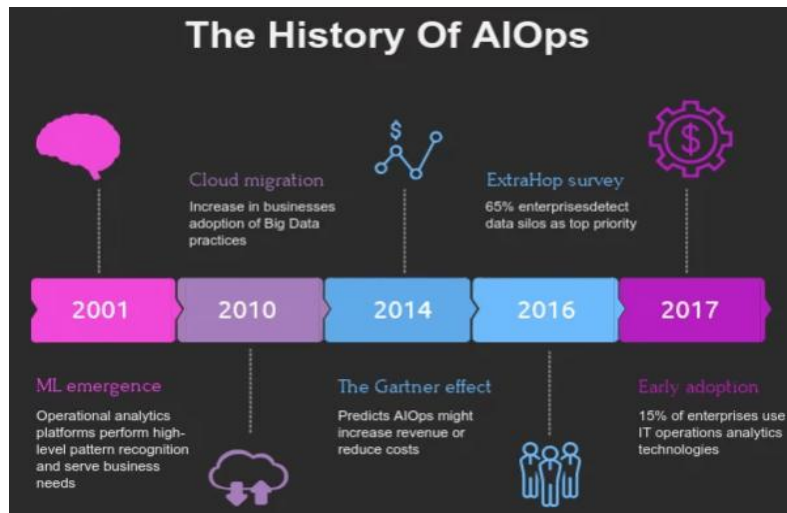 The History Of AIOps
$
$
Cloud migration
Increase in businesses
adoption of Big Data
practices
ExtraHop survey
65% enterprisesdetect
data silos as top priority
2001
2010
2014
2016
2017
ML emergence
Operational analytics
platforms perform high-
level pattern recognition
and serve business
needs
The Gartner effect
Predicts AIOps might
increase revenue or
reduce costs
Early adoption
15% of enterprises use
IT operations analytics
technologies